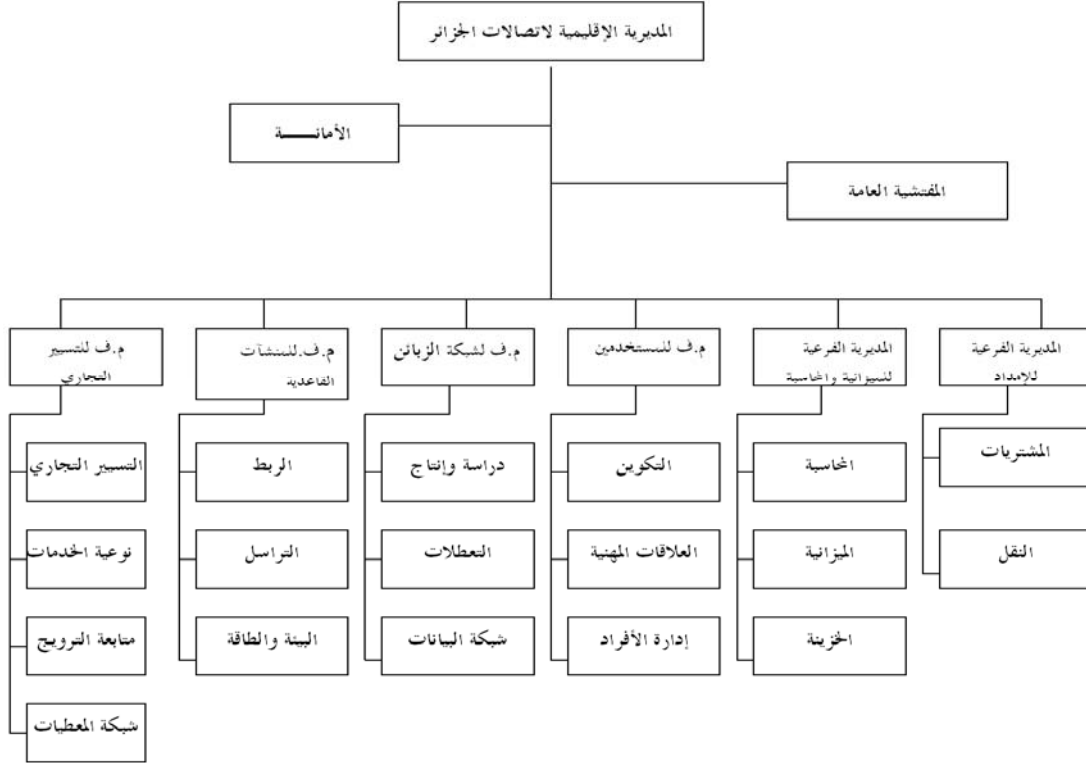 المديرية الإقليمية لاتصالات الجزائر
الأمانــــــة
المفتشية العامة
المديرية الفرعية
للإمداد
المديرية الفرعية
للميزانية والمحاسبة
م.ف للمستخدمين
م.ف لشبكة الزبائن
م.ف.للمنشآت
القاعدية
م.ف للتسيير
التجاري
المشتريات
النقل
المحاسبة
الميزانية
الخزينة
التكوين
العلاقات المهنية
إدارة الأفراد
دراسة وإنتاج
التعطلات
شبكة البيانات
الربط
التراسل
البيئة والطاقة
التسيير التجاري
نوعية الخدمات
متابعة الترويج
شبكة المعطيات